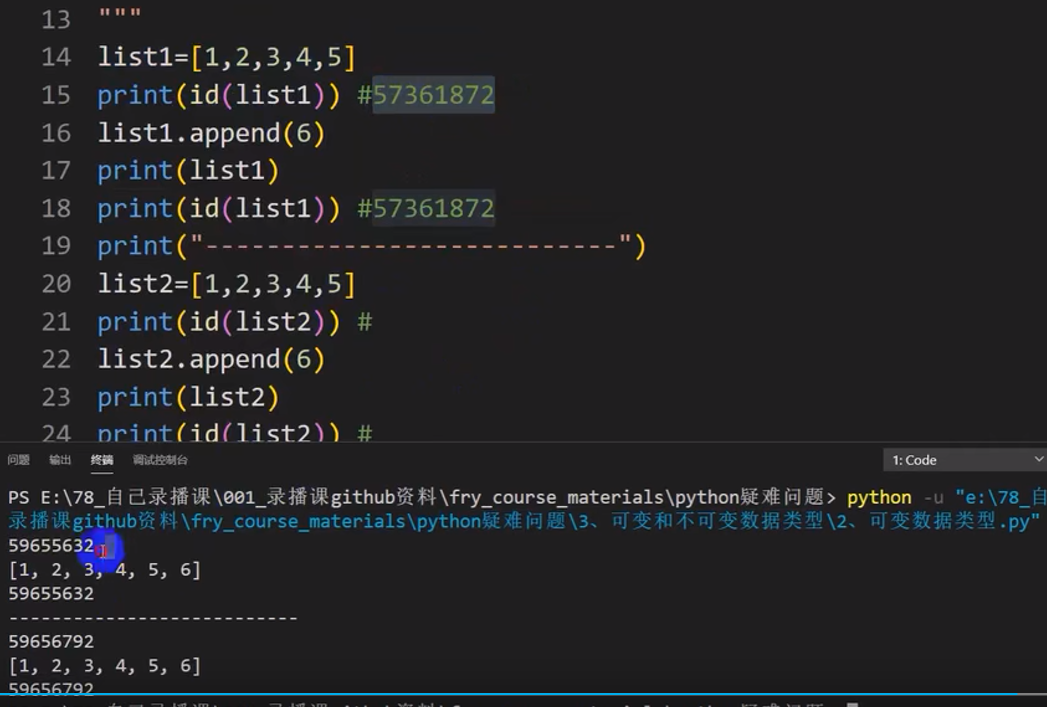 13 """
14 list1=[1,2,3,4,5]
15 print(id(list1)) #57361872
16 list1.append(6)
17 print(list1)
18 print(id(list1)) #57361872
19 print("---------------------------")
20 list2=[1,2,3,4,5]
21 print(id(list2)) #
22 list2.append(6)
23 print(list2)
24 print(id(list2)) #
问题 输出 终端 调试控制台 1: Code
PS E:\78_自己录播课\001_录播课github资料\fry_course_materials\python疑难问题> python -u "e:\78_自
录播课github资料\fry_course_materials\python疑难问题\3、可变和不可变数据类型\2、可变数据类型.py"
59655632
[1, 2, 3, 4, 5, 6]
59655632
---------------------------
59656792
[1, 2, 3, 4, 5, 6]
59656792